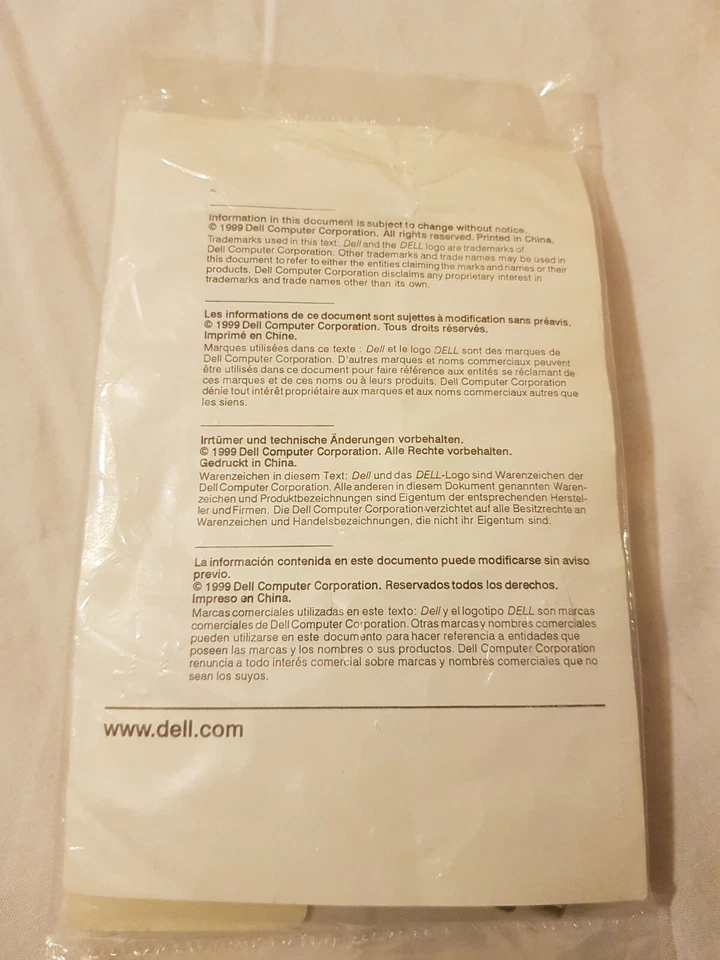 Information in this document is subject to change without notice.
© 1999 Dell Computer Corporation. All rights reserved. Printed in China.
Trademarks used in this text: Dell and the DELL logo are trademarks of
Dell Computer Corporation. Other trademarks and trade names may be used in
this document to refer to either the entities claiming the marks and names or their
products. Dell Computer Corporation disclaims any proprietary interest in
trademarks and trade names other than its own.
Les informations de ce document sont sujettes à modification sans préavis.
© 1999 Dell Computer Corporation. Tous droits réservés.
Imprimé en Chine.
Marques utilisées dans ce texte : Dell et le logo DELL sont des marques de
Dell Computer Corporation. D'autres marques et noms commerciaux peuvent
être utilisés dans ce document pour faire référence aux entités se réclamant de
ces marques et de ces noms ou à leurs produits. Dell Computer Corporation
dénie tout intérêt propriétaire aux marques et aux noms commerciaux autres que
les siens.
Irrtümer und technische Änderungen vorbehalten.
© 1999 Dell Computer Corporation. Alle Rechte vorbehalten.
Gedruckt in China.
Warenzeichen in diesem Text: Dell und das DELL-Logo sind Warenzeichen der
Dell Computer Corporation. Alle anderen in diesem Dokument genannten Waren-
zeichen und Produktbezeichnungen sind Eigentum der entsprechenden Herstel-
ler und Firmen. Die Dell Computer Corporation verzichtet auf alle Besitzrechte an
Warenzeichen und Handelsbezeichnungen, die nicht ihr Eigentum sind.
La información contenida en este documento puede modificarse sin aviso
previo.
© 1999 Dell Computer Corporation. Reservados todos los derechos.
Impreso en China.
Marcas comerciales utilizadas en este texto: Dell y el logotipo DELL son marcas
comerciales de Dell Computer Corporation. Otras marcas y nombres comerciales
pueden utilizarse en este documento para hacer referencia a entidades que
poseen las marcas y los nombres o sus productos. Dell Computer Corporation
renuncia a todo interés comercial sobre marcas y nombres comerciales que no
sean los suyos.
www.dell.com